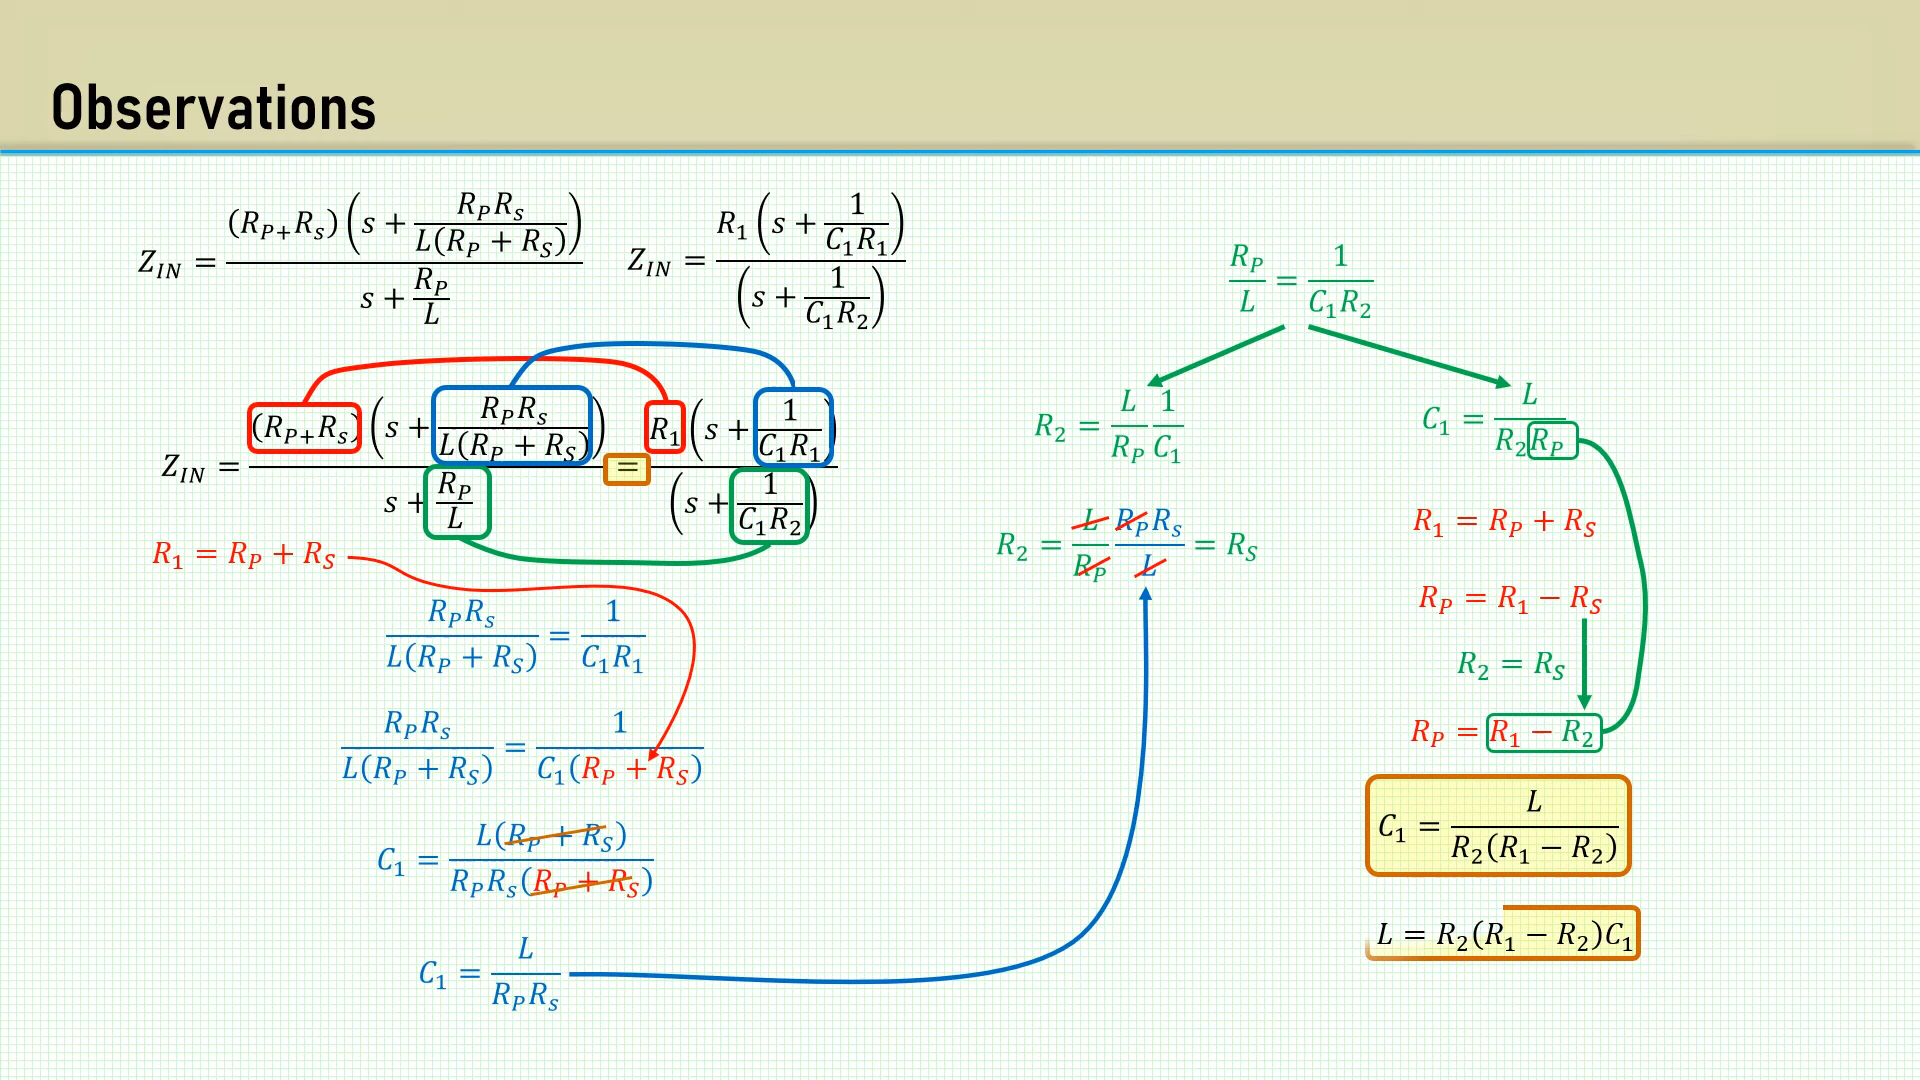 Observations
Z_IN = (R_P+R_s)(s + R_P R_s / L(R_P + R_S)) / (s + R_P / L)
Z_IN = R_1(s + 1 / C_1R_1) / (s + 1 / C_1R_2)
Z_IN = (R_P+R_s)(s + R_P R_s / L(R_P + R_S)) / (s + R_P / L) = R_1(s + 1 / C_1R_1) / (s + 1 / C_1R_2)
R_1 = R_P + R_S
R_P R_s / L(R_P + R_S) = 1 / C_1R_1
R_P R_s / L(R_P + R_S) = 1 / C_1(R_P + R_S)
C_1 = L(R_P + R_S) / R_P R_s(R_P + R_S)
C_1 = L / R_P R_s
R_P / L = 1 / C_1R_2
R_2 = L / R_P 1 / C_1
R_2 = L / R_P R_P R_s / L = R_S
C_1 = L / R_2 R_P
R_1 = R_P + R_S
R_P = R_1 − R_S
R_2 = R_S
R_P = R_1 − R_2
C_1 = L / R_2(R_1 − R_2)
L = R_2(R_1 − R_2)C_1